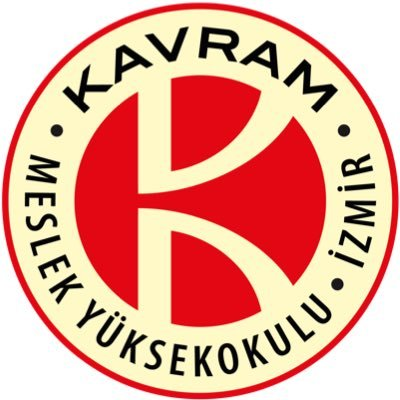 KAVRAM
MESLEK YÜKSEKOKULU • İZMİR